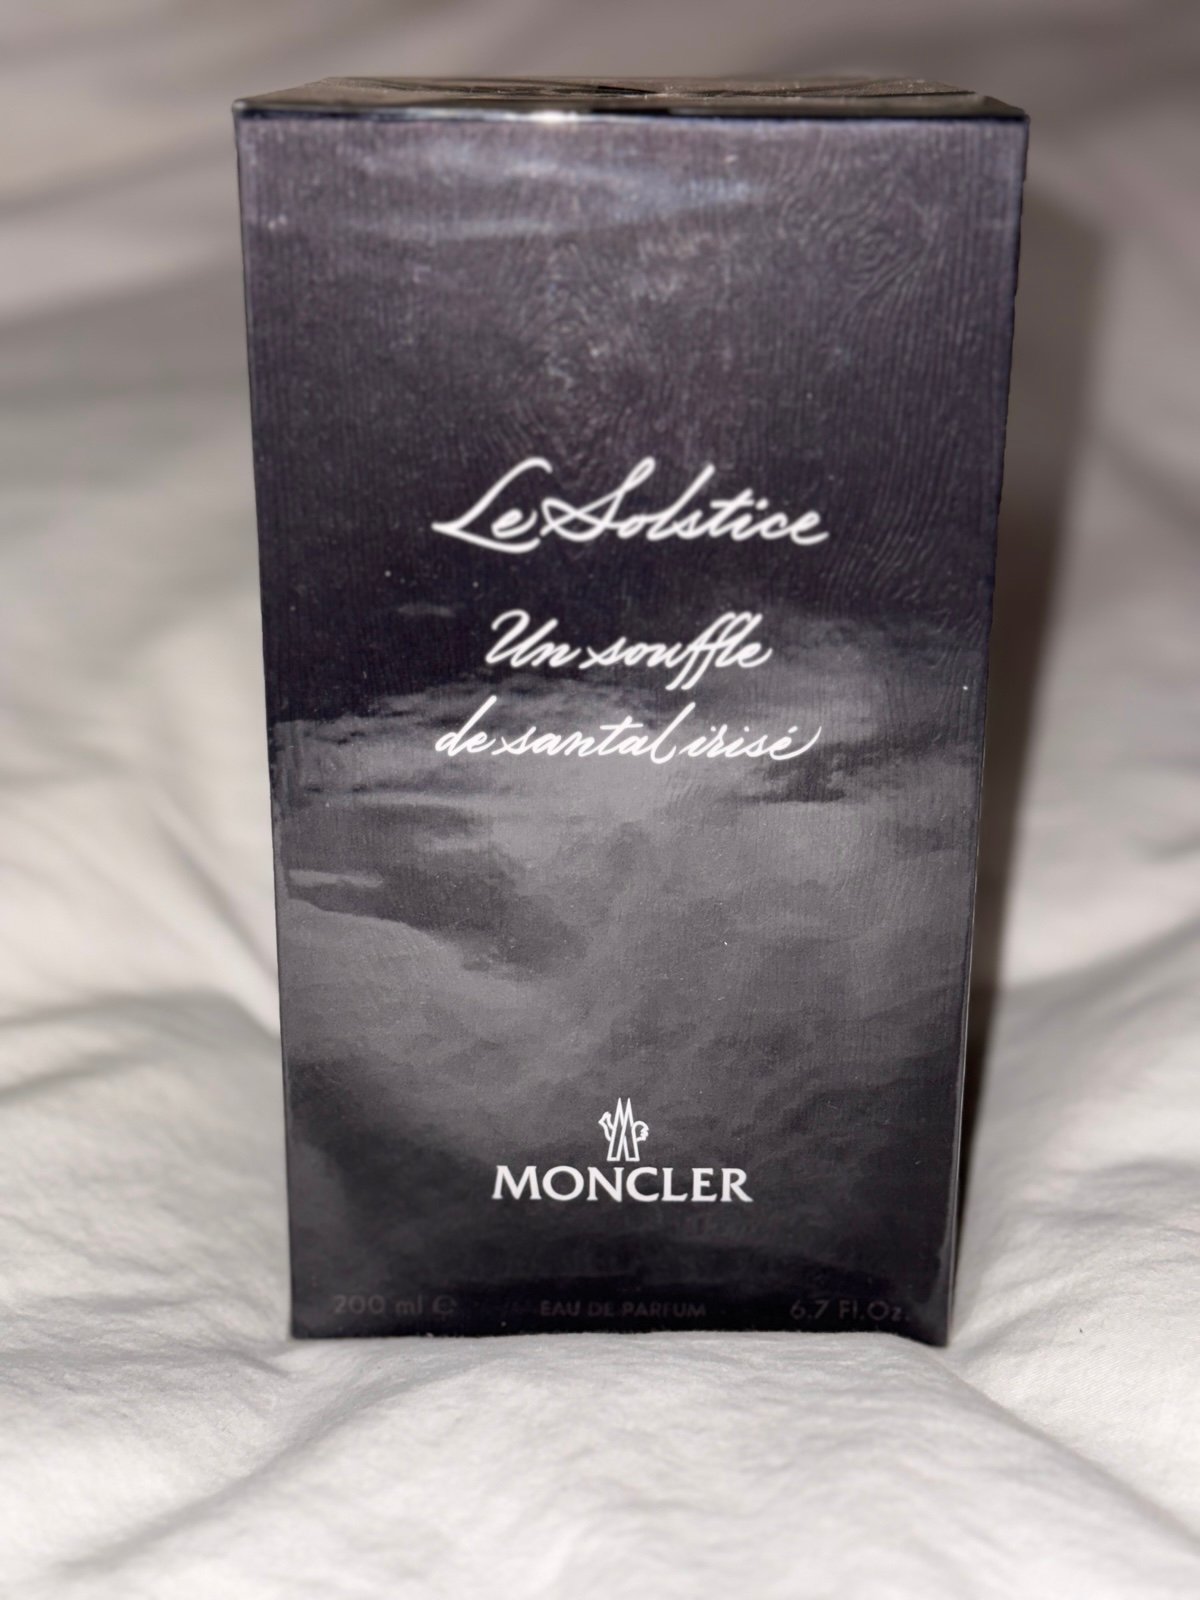 Le Solstice
Un souffle
de santal irisé
MONCLER
200 ml ℮ EAU DE PARFUM 6.7 Fl.Oz.